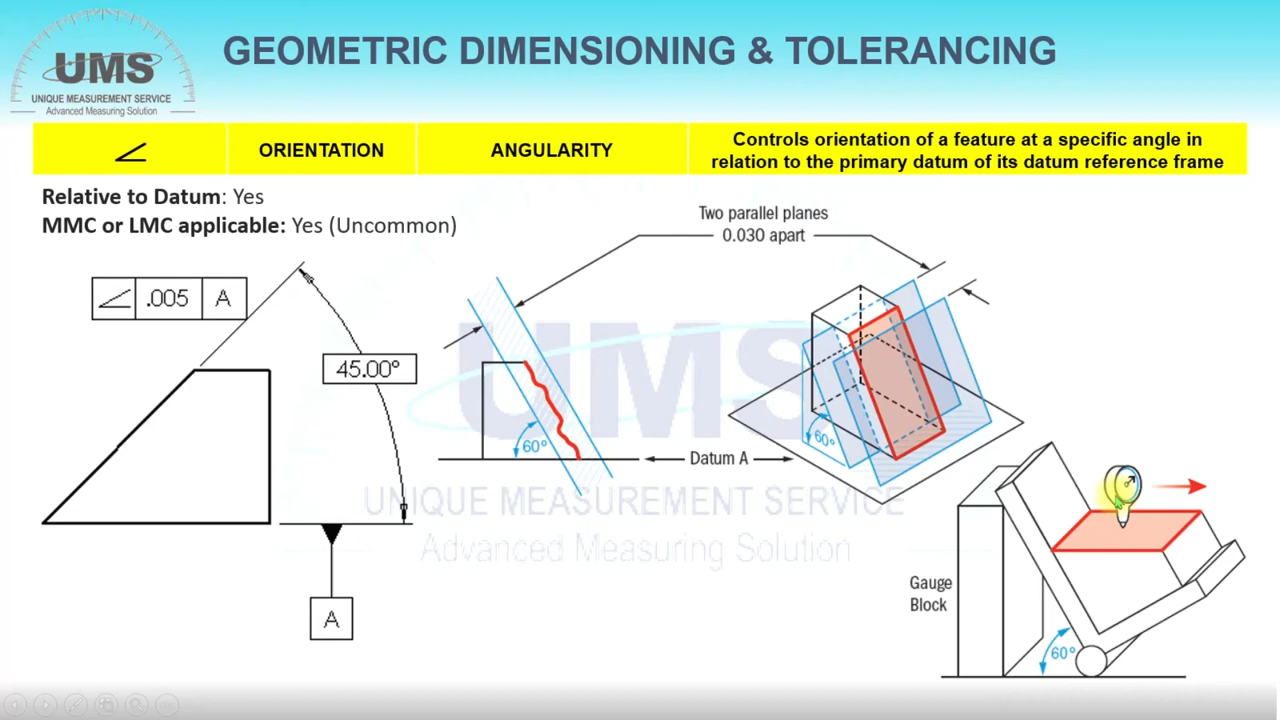 UMS
UNIQUE MEASUREMENT SERVICE
Advanced Measuring Solution
GEOMETRIC DIMENSIONING & TOLERANCING
ORIENTATION
ANGULARITY
Controls orientation of a feature at a specific angle in
relation to the primary datum of its datum reference frame
Relative to Datum: Yes
MMC or LMC applicable: Yes (Uncommon)
Two parallel planes
0.030 apart
.005 A
45.00°
60°
60°
Datum A
UMS
UNIQUE MEASUREMENT SERVICE
Advanced Measuring Solution
Gauge
Block
60°
A